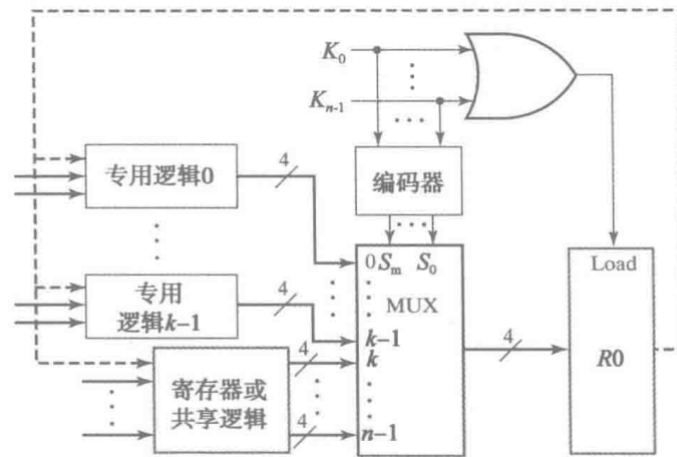 K₀
Kₙ₋₁
专用逻辑0
4
编码器
0 Sₘ S₀
Load
MUX
专用
逻辑k-1
4
k-1
k
4
R0
寄存器或
共享逻辑
4
4
n-1